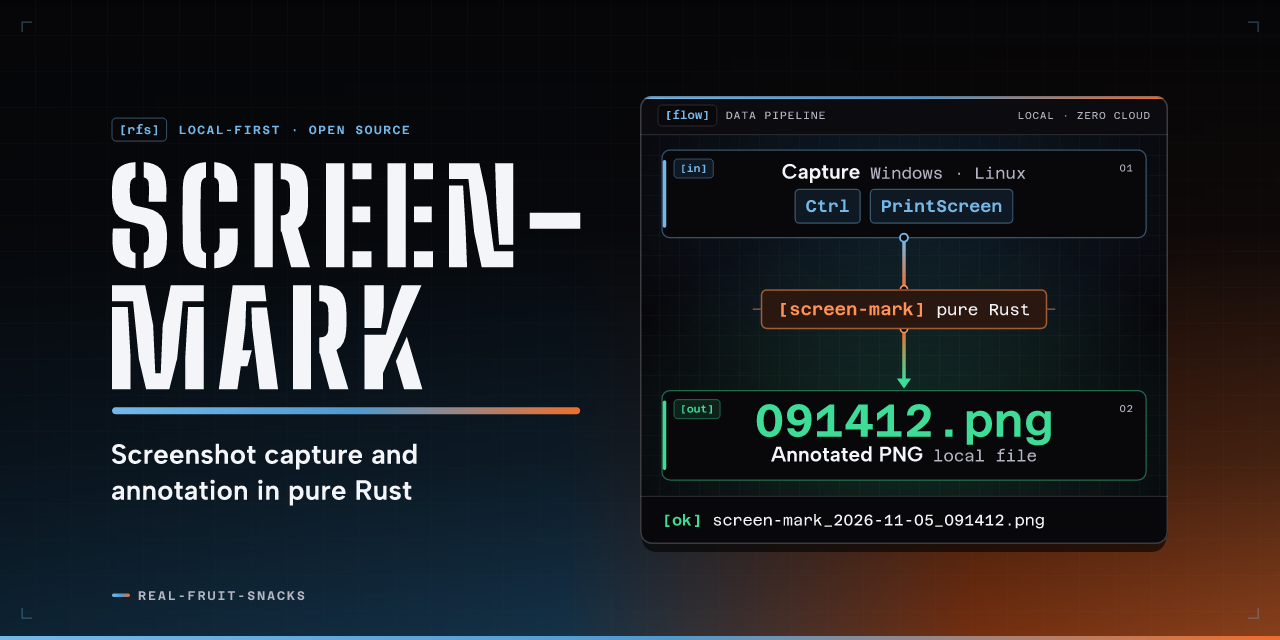 [rfs] LOCAL-FIRST · OPEN SOURCE
SCREEN-
MARK
Screenshot capture and
annotation in pure Rust
REAL-FRUIT-SNACKS
[flow] DATA PIPELINE LOCAL · ZERO CLOUD
[in] Capture Windows · Linux 01
Ctrl PrintScreen
[screen-mark] pure Rust
[out] 091412.png 02
Annotated PNG local file
[ok] screen-mark_2026-11-05_091412.png